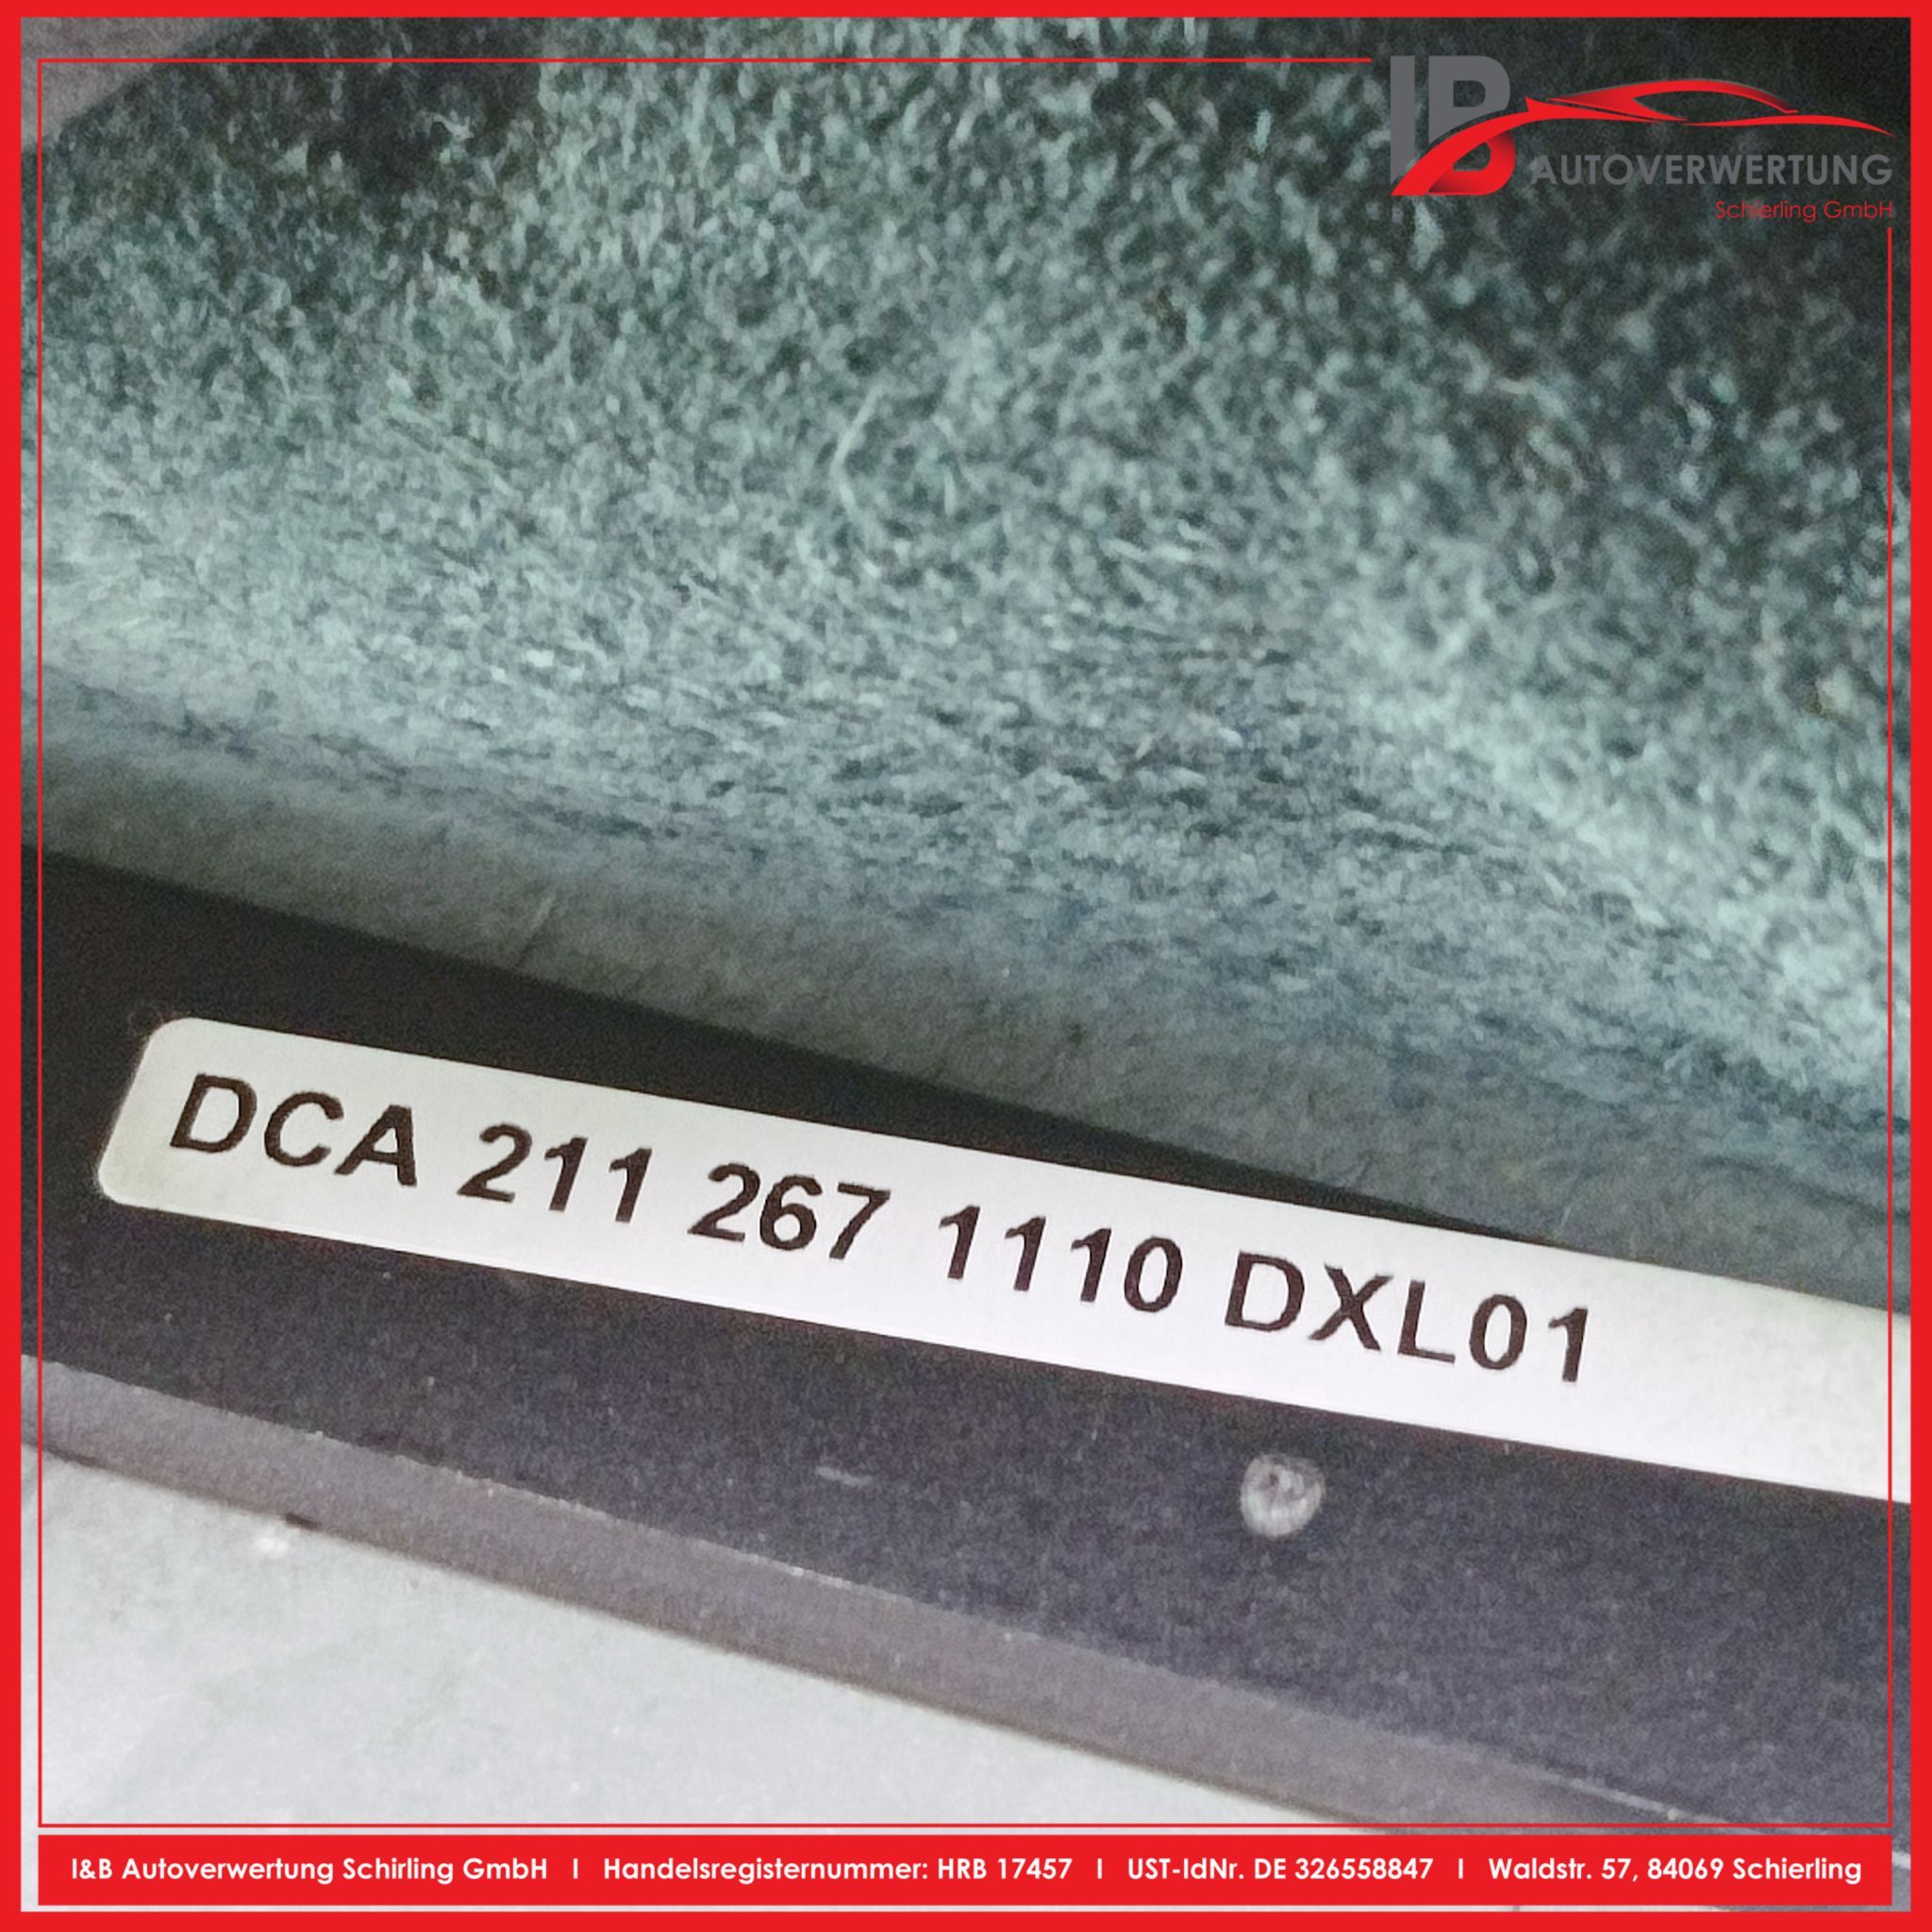 IB
AUTOVERWERTUNG
Schierling GmbH
DCA 211 267 1110 DXL01
I&B Autoverwertung Schirling GmbH I Handelsregisternummer: HRB 17457 I UST-IdNr. DE 326558847 I Waldstr. 57, 84069 Schierling